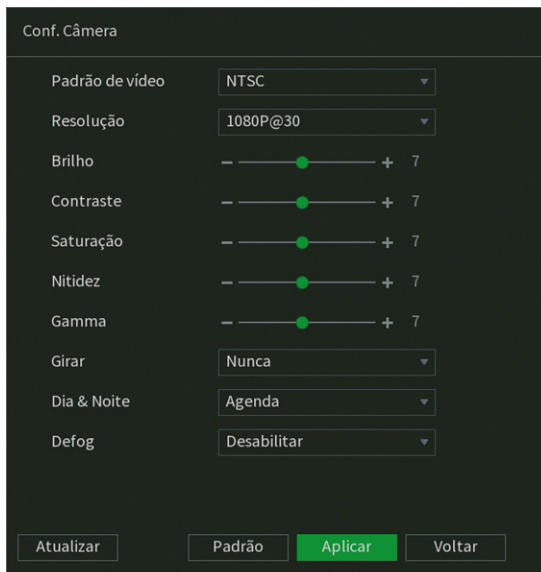 Conf. Câmera
Padrão de vídeo NTSC
Resolução 1080P@30
Brilho 7
Contraste 7
Saturação 7
Nitidez 7
Gamma 7
Girar Nunca
Dia & Noite Agenda
Defog Desabilitar
Atualizar Padrão Aplicar Voltar